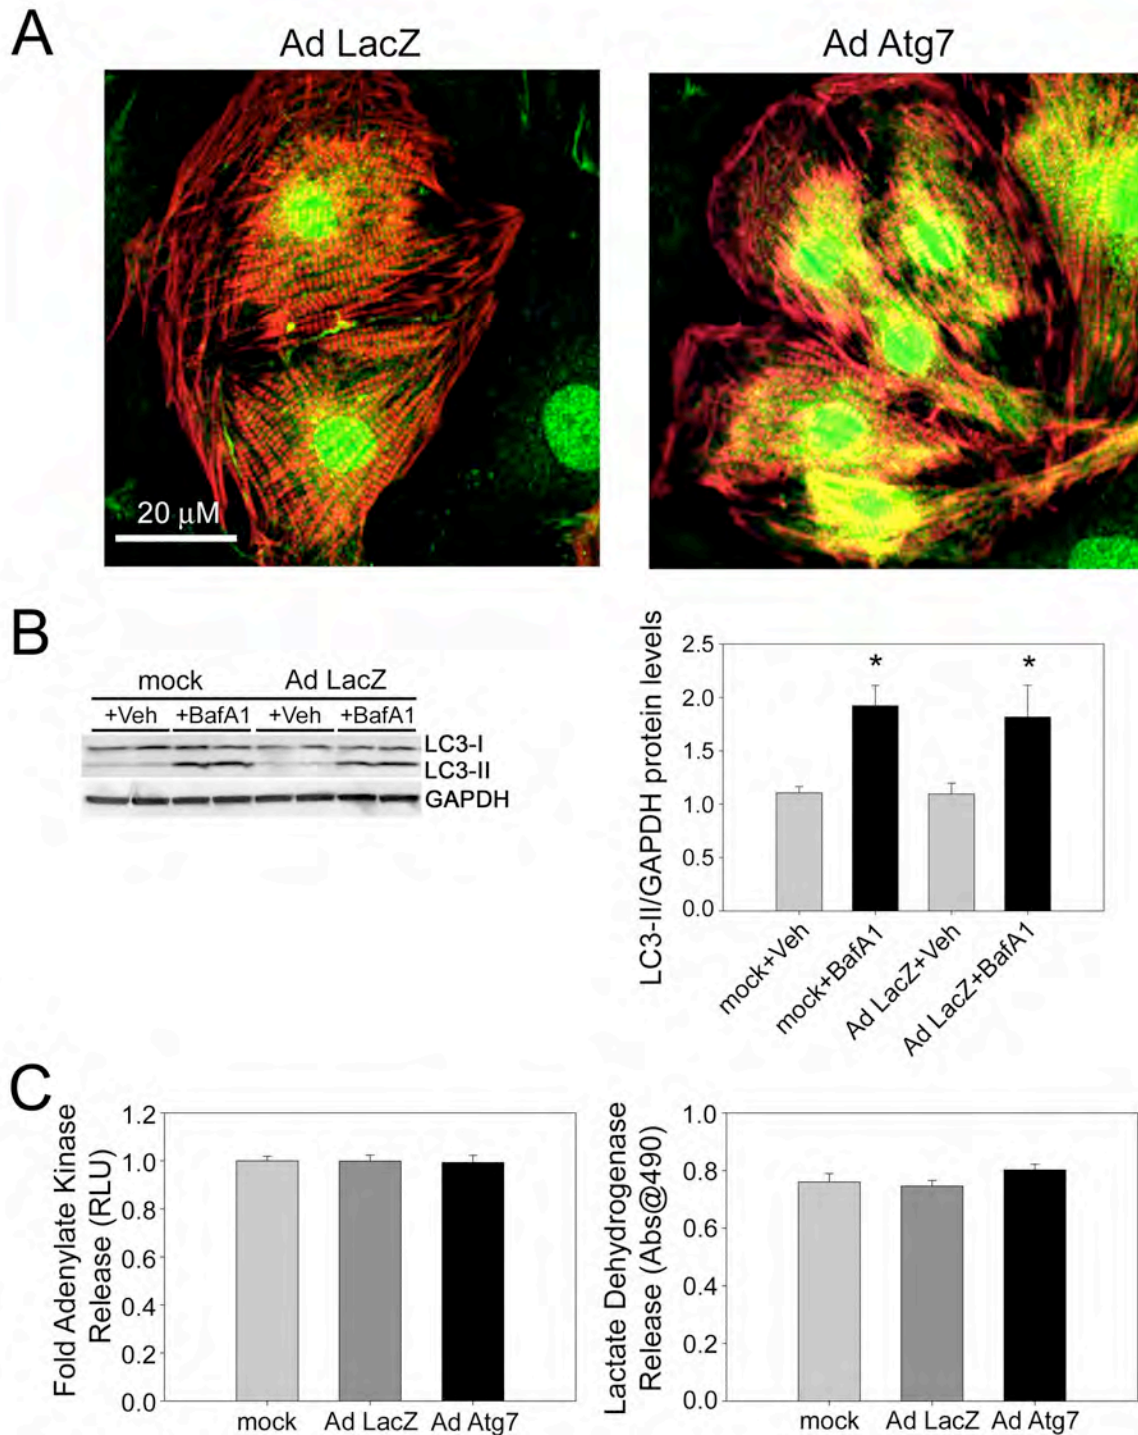 A
Ad LacZ
Ad Atg7
20 μM
B
mock
Ad LacZ
+Veh
+BafA1
+Veh
+BafA1
LC3-I
LC3-II
GAPDH
LC3-II/GAPDH protein levels
2.5
2.0
1.5
1.0
0.5
0.0
*
*
mock+Veh
mock+BafA1
Ad LacZ+Veh
Ad LacZ+BafA1
C
Fold Adenylate Kinase
Release (RLU)
1.2
1.0
0.8
0.6
0.4
0.2
0.0
mock
Ad LacZ
Ad Atg7
Lactate Dehydrogenase
Release (Abs@490)
1.0
0.8
0.6
0.4
0.2
0.0
mock
Ad LacZ
Ad Atg7